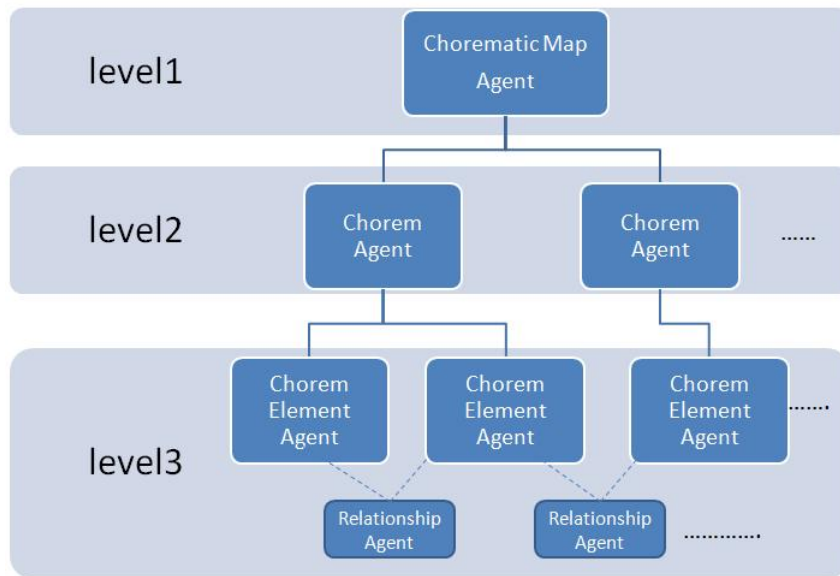 level1
Chorematic Map
Agent
level2
Chorem
Agent
Chorem
Agent
......
level3
Chorem
Element
Agent
Chorem
Element
Agent
Chorem
Element
Agent
.......
Relationship
Agent
Relationship
Agent
.............